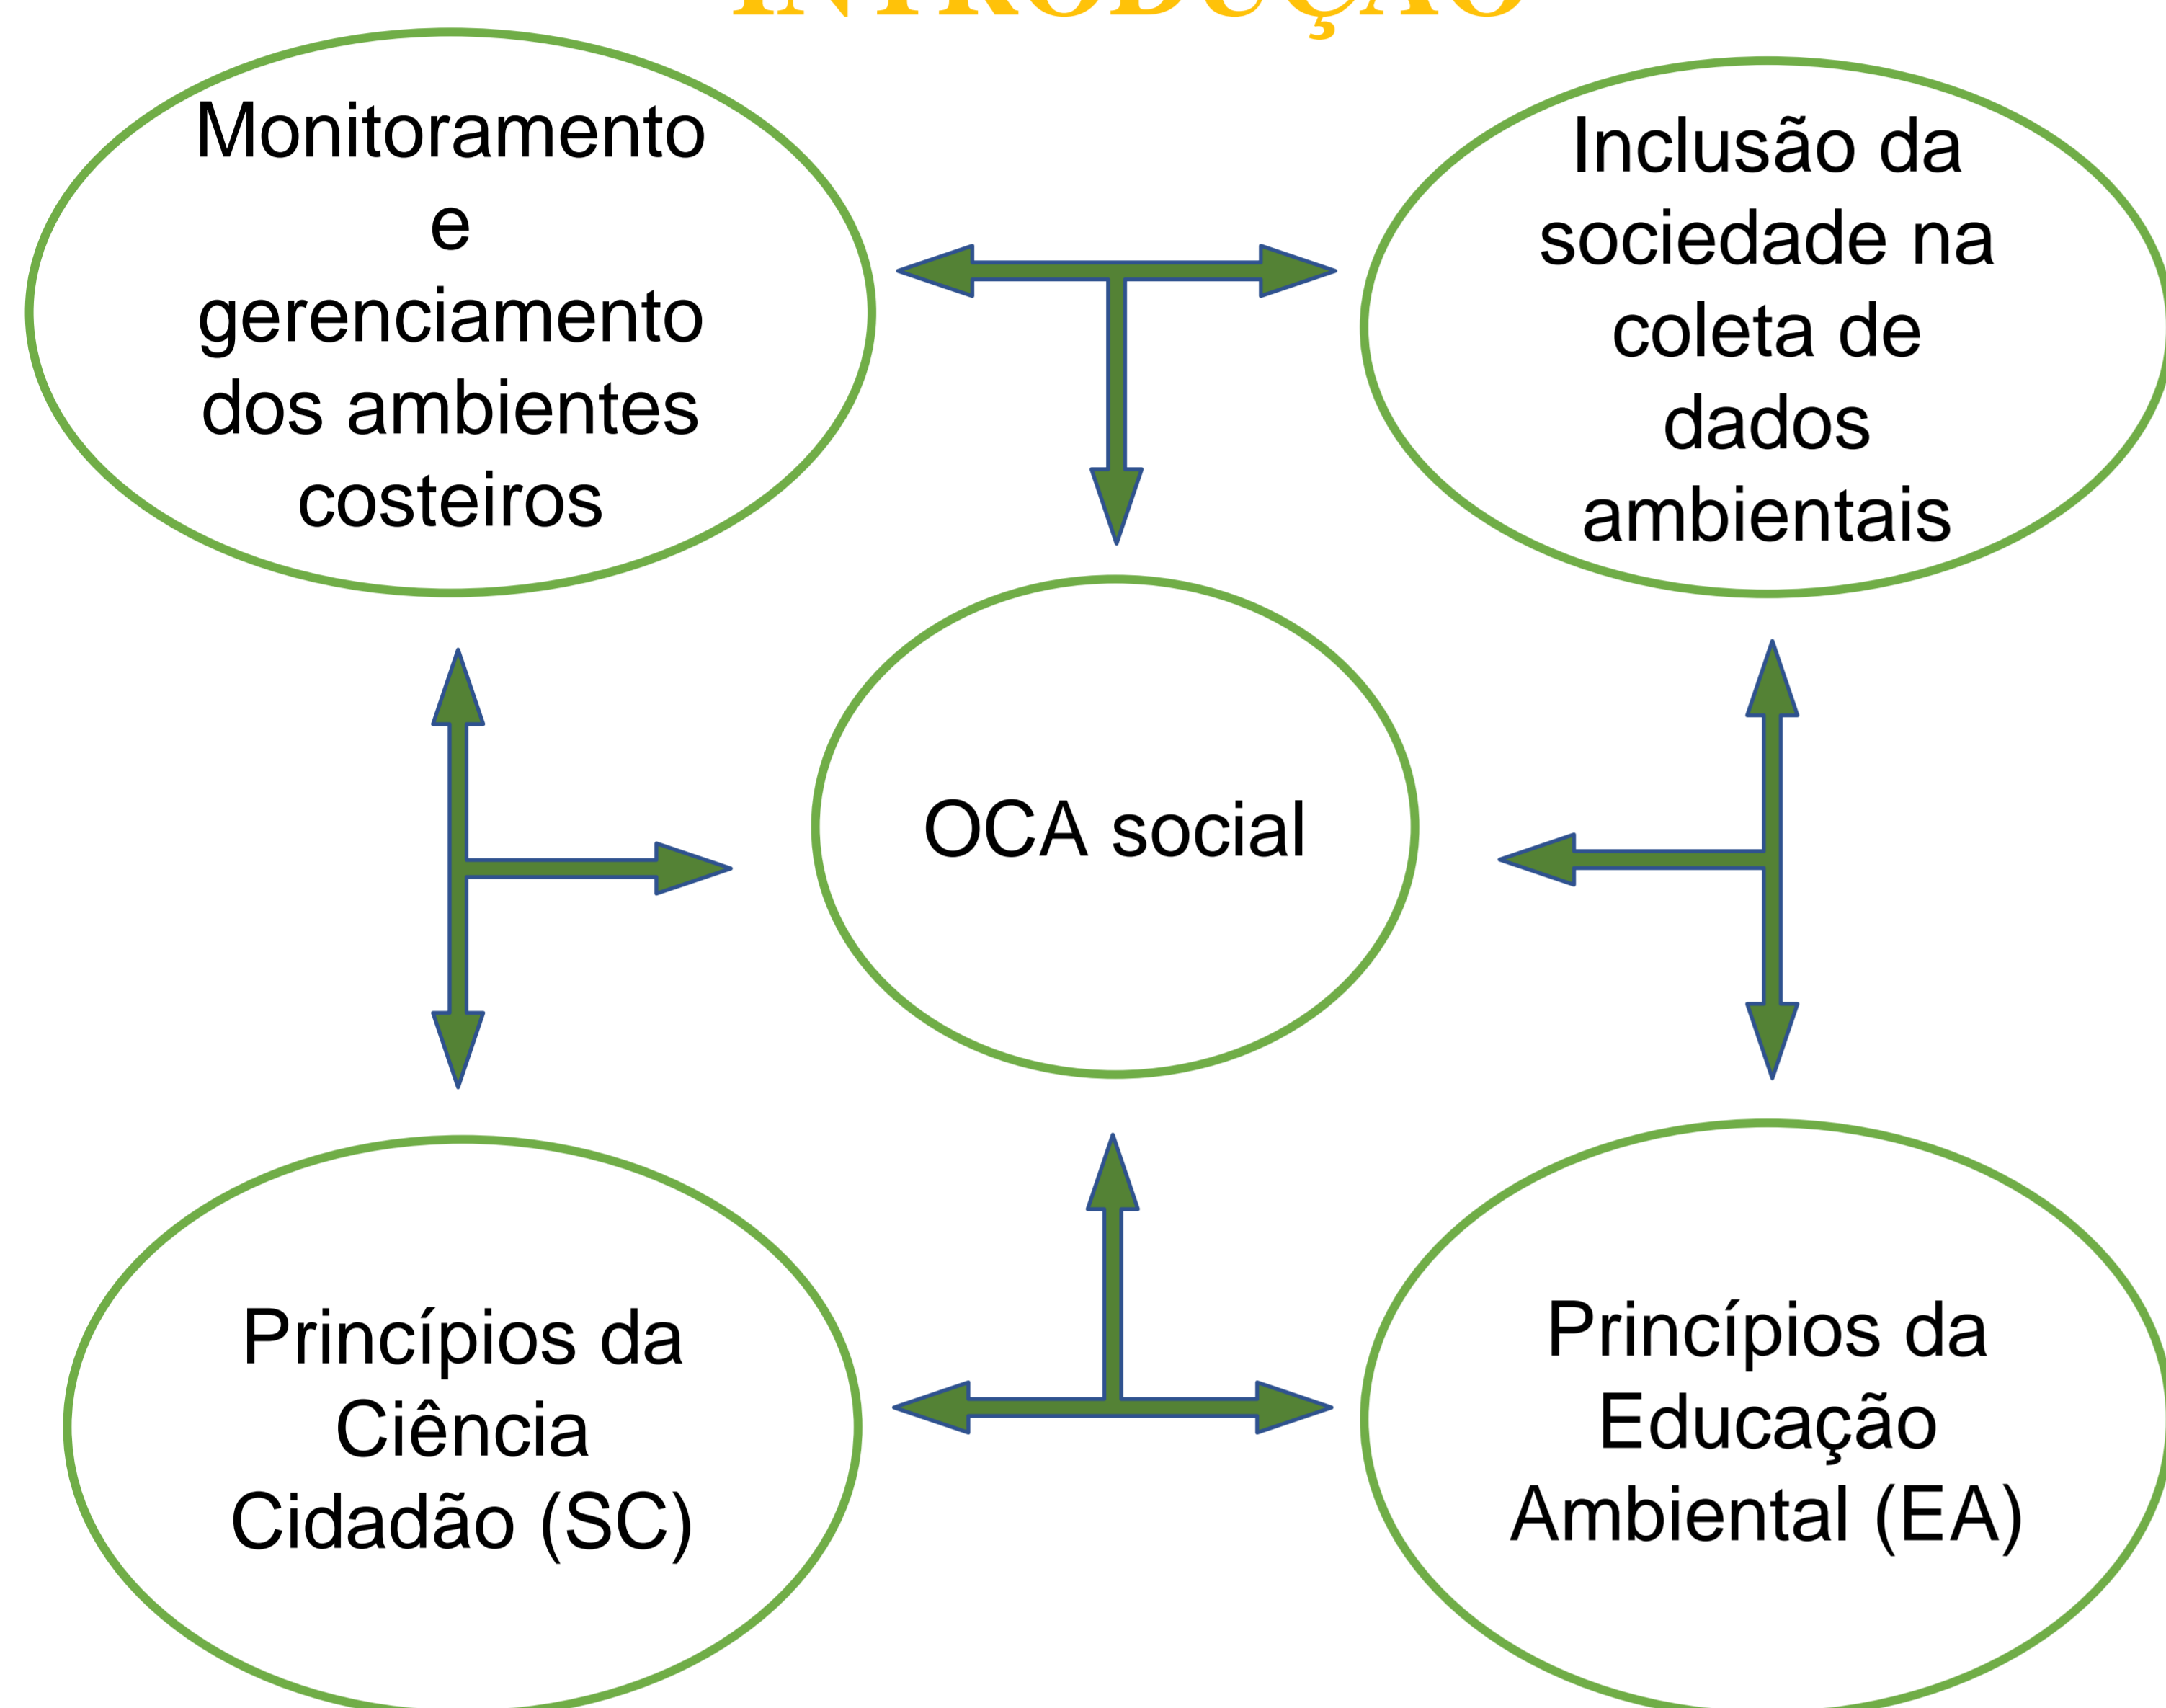 INTRODUÇÃO
Monitoramento
e
gerenciamento
dos ambientes
costeiros
Inclusão da
sociedade na
coleta de
dados
ambientais
OCA social
Princípios da
Ciência
Cidadão (SC)
Princípios da
Educação
Ambiental (EA)